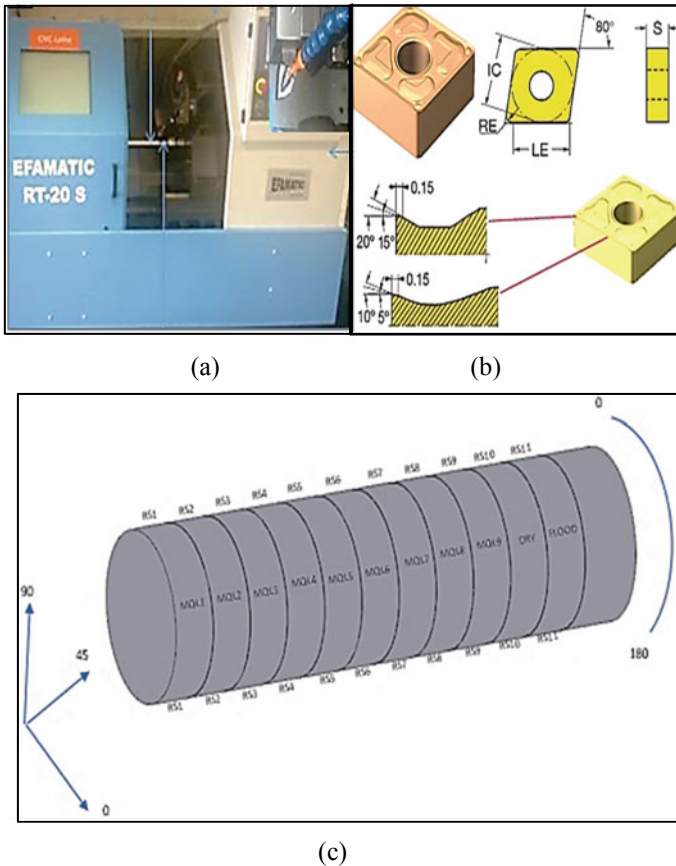 CNC Lathe
EFAMATIC
RT-20 S
EFAMATIC
(a)
80°
S
IC
RE
LE
0.15
20° 15°
0.15
10° 5°
(b)
0
RS1 RS2 RS3 RS4 RS5 RS6 RS7 RS8 RS9 RS10 RS11
MQL1 MQL2 MQL3 MQL4 MQL5 MQL6 MQL7 MQL8 MQL9 DRY FLOOD
RS1 RS2 RS3 RS4 RS5 RS6 RS7 RS8 RS9 RS10 RS11
90
45
0
180
(c)